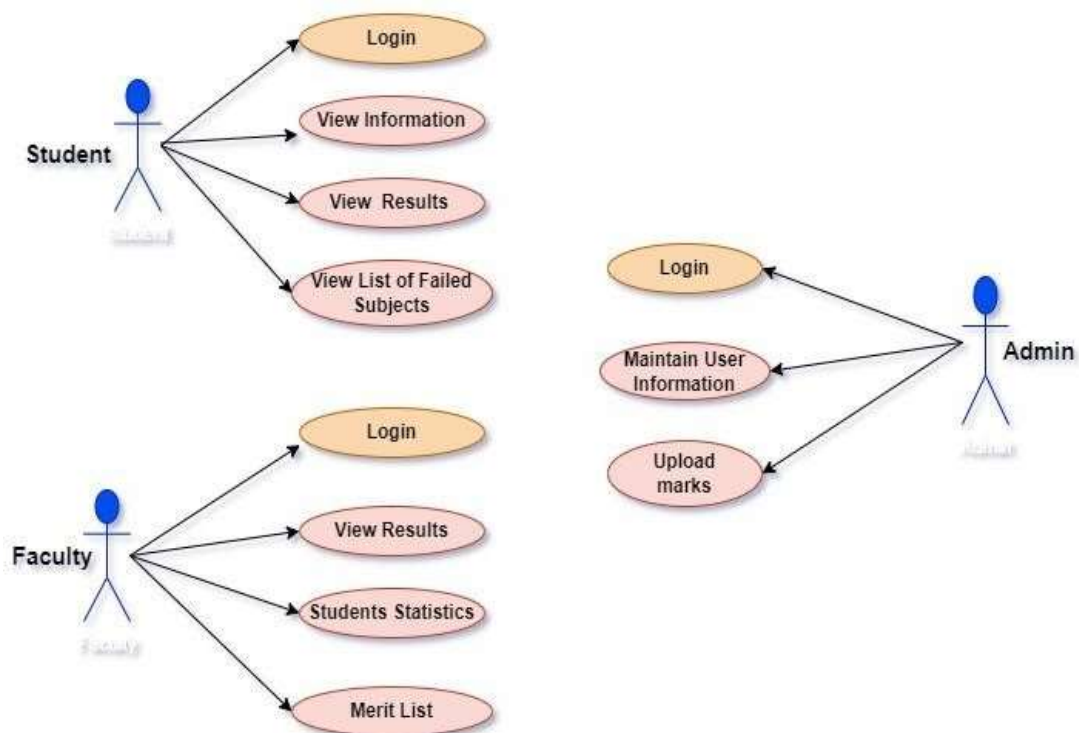 Login
View Information
Student
View Results
View List of Failed
Subjects
Login
Maintain User
Information
Admin
Upload
marks
Login
View Results
Faculty
Students Statistics
Faculty
Merit List